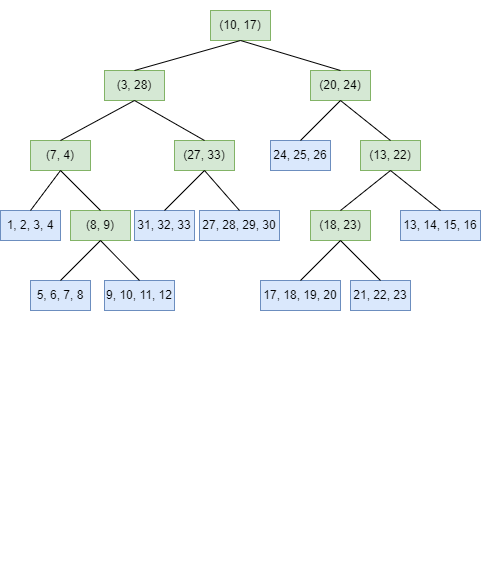 (10, 17)
(3, 28)
(20, 24)
(7, 4)
(27, 33)
24, 25, 26
(13, 22)
1, 2, 3, 4
(8, 9)
31, 32, 33
27, 28, 29, 30
(18, 23)
13, 14, 15, 16
5, 6, 7, 8
9, 10, 11, 12
17, 18, 19, 20
21, 22, 23